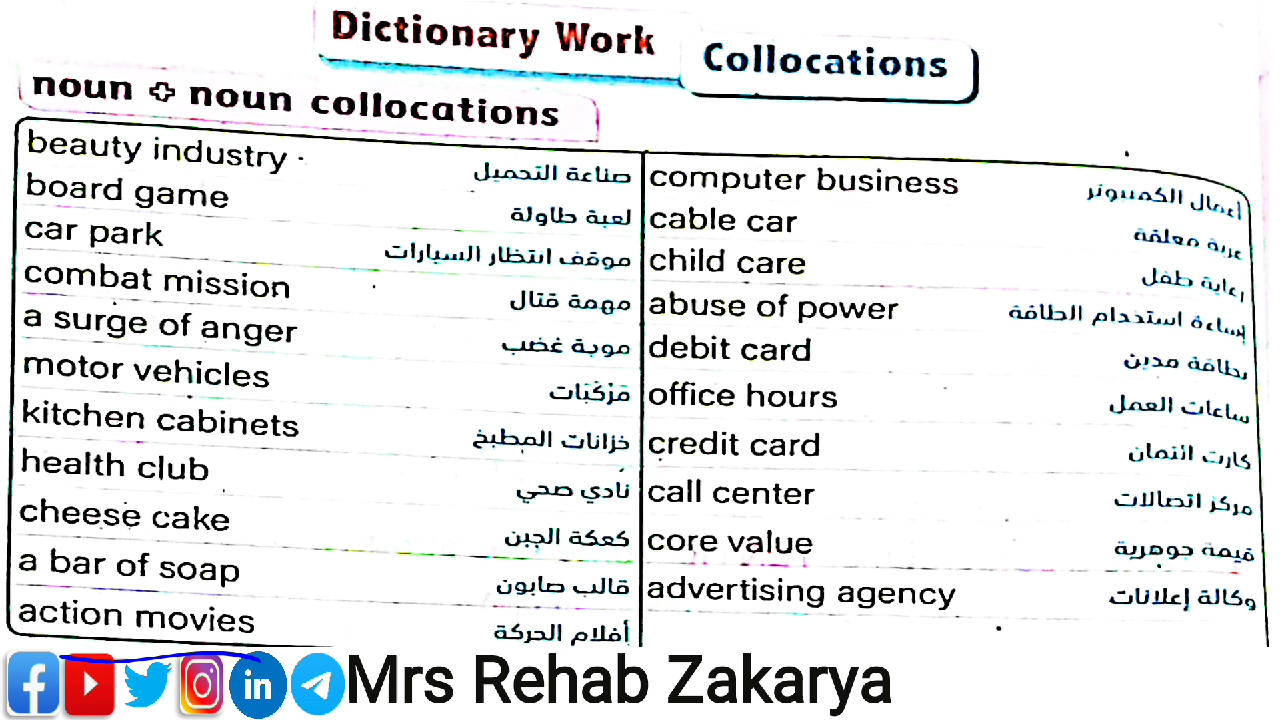 Dictionary Work
Collocations
noun + noun collocations
beauty industry صناعة التجميل
board game لعبة طاولة
car park موقف انتظار السيارات
combat mission مهمة قتال
a surge of anger موبة غضب
motor vehicles مَرْكَبَات
kitchen cabinets خزانات المطبخ
health club نادي صحي
cheese cake كعكة الجبن
a bar of soap قالب صابون
action movies أفلام الحركة
computer business أعمال الكمبيوتر
cable car عربة معلقة
child care رعاية طفل
abuse of power إساءة استخدام الطاقة
debit card بطاقة مدين
office hours ساعات العمل
credit card كارت ائتمان
call center مركز اتصالات
core value قيمة جوهرية
advertising agency وكالة إعلانات
Mrs Rehab Zakarya